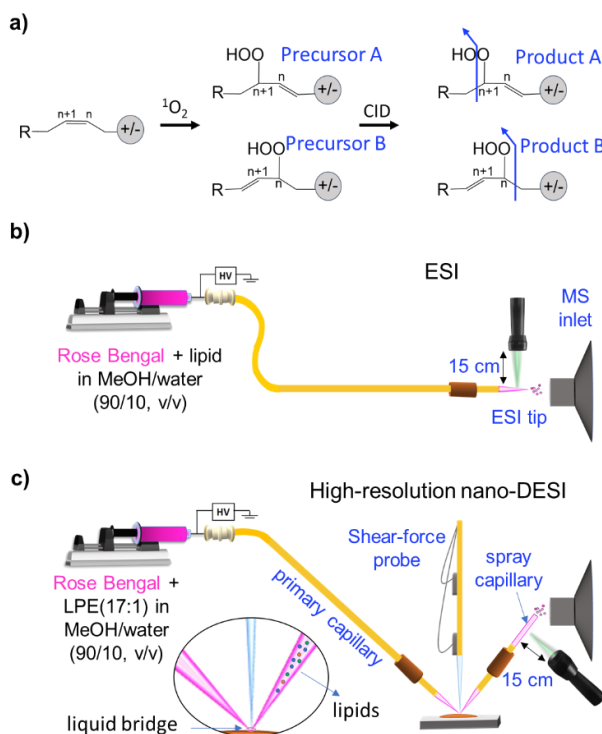 a)
HOO Precursor A
n+1 n
R +/-
n+1 n
R +/-
¹O₂
HOO Precursor B
n+1 n
R +/-
CID
HOO Product A
n+1 n
R +/-
HOO Product B
n+1 n
R +/-
b)
ESI
HV
MS
inlet
Rose Bengal + lipid
in MeOH/water
(90/10, v/v)
15 cm
ESI tip
c)
High-resolution nano-DESI
HV
Shear-force
probe
spray
capillary
primary capillary
Rose Bengal +
LPE(17:1) in
MeOH/water
(90/10, v/v)
15 cm
lipids
liquid bridge